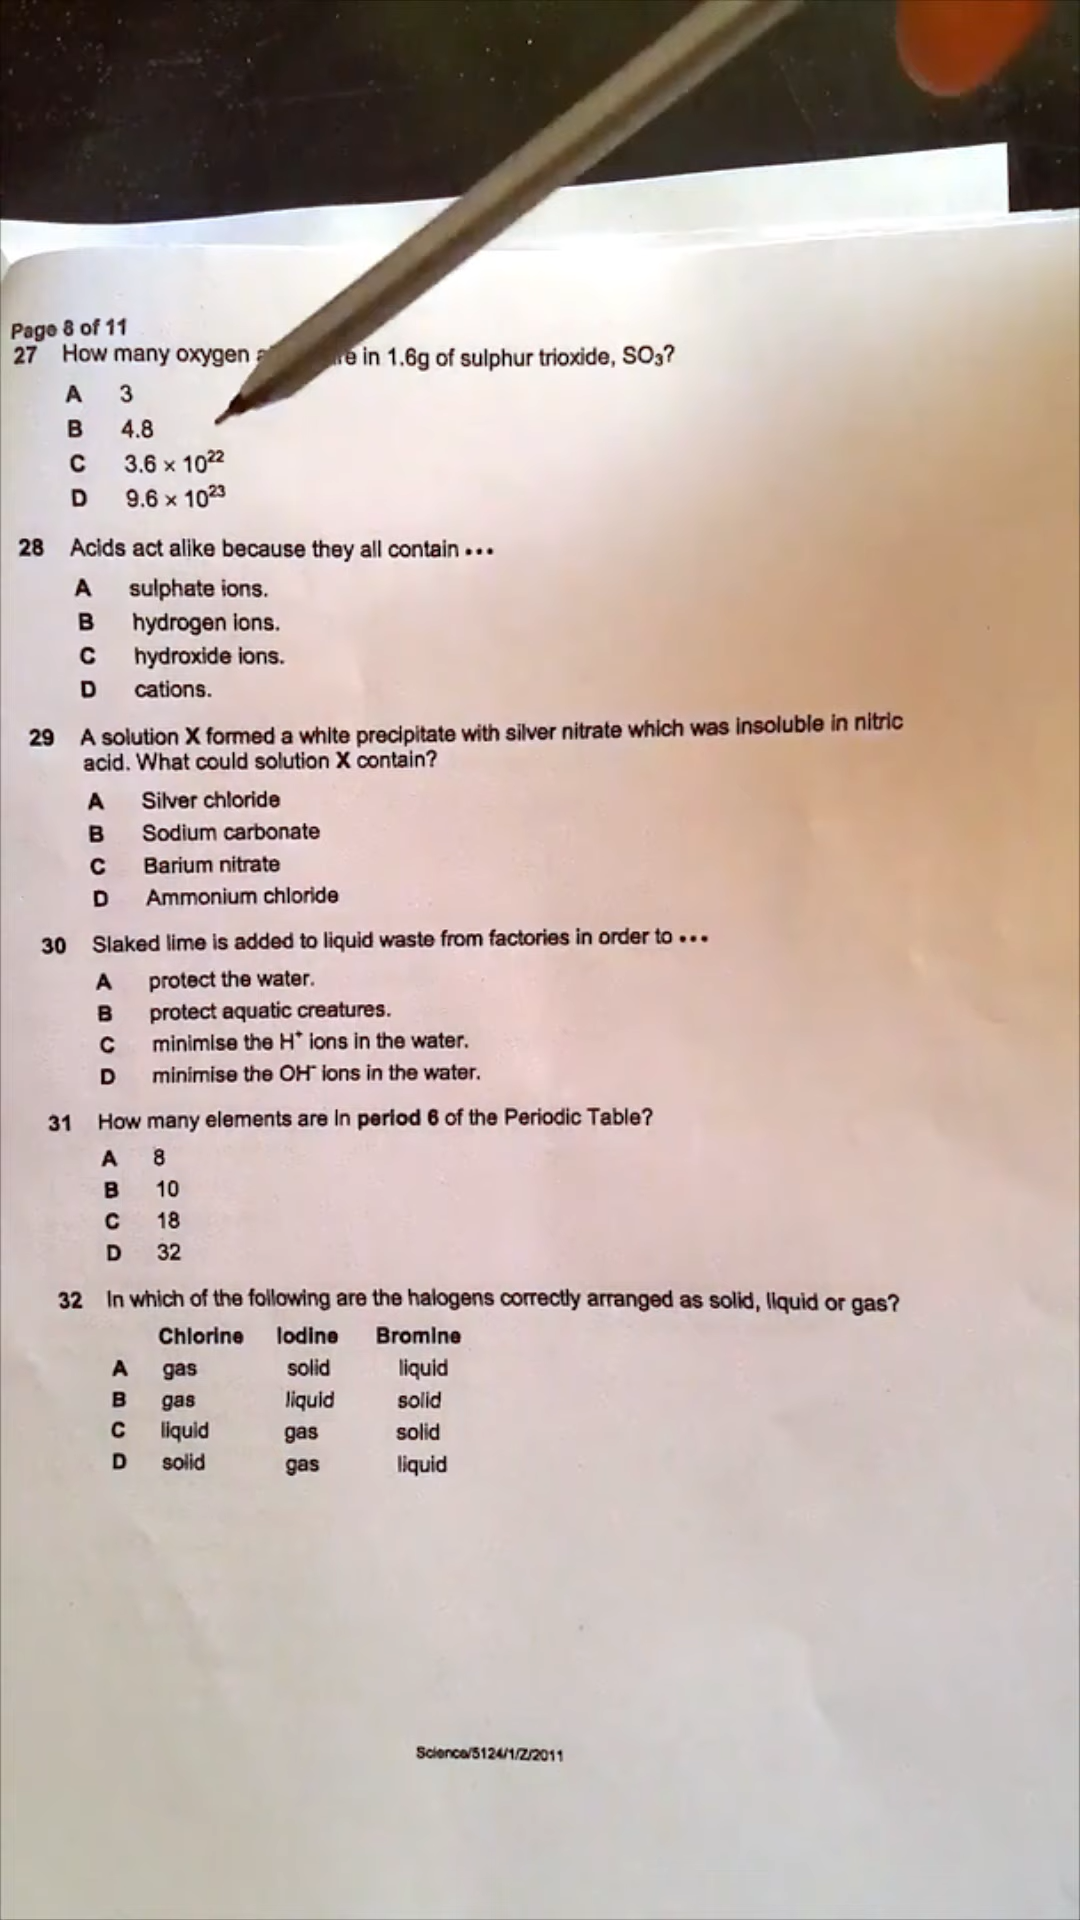 Page 8 of 11
27 How many oxygen in 1.6g of sulphur trioxide, SO₃?
A 3
B 4.8
C 3.6 × 10²²
D 9.6 × 10²³
28 Acids act alike because they all contain •••
A sulphate ions.
B hydrogen ions.
C hydroxide ions.
D cations.
29 A solution X formed a white precipitate with silver nitrate which was insoluble in nitric
acid. What could solution X contain?
A Silver chloride
B Sodium carbonate
C Barium nitrate
D Ammonium chloride
30 Slaked lime is added to liquid waste from factories in order to •••
A protect the water.
B protect aquatic creatures.
C minimise the H⁺ ions in the water.
D minimise the OH⁻ ions in the water.
31 How many elements are in period 6 of the Periodic Table?
A 8
B 10
C 18
D 32
32 In which of the following are the halogens correctly arranged as solid, liquid or gas?
Chlorine Iodine Bromine
A gas solid liquid
B gas liquid solid
C liquid gas solid
D solid gas liquid
Science/5124/1/Z/2011